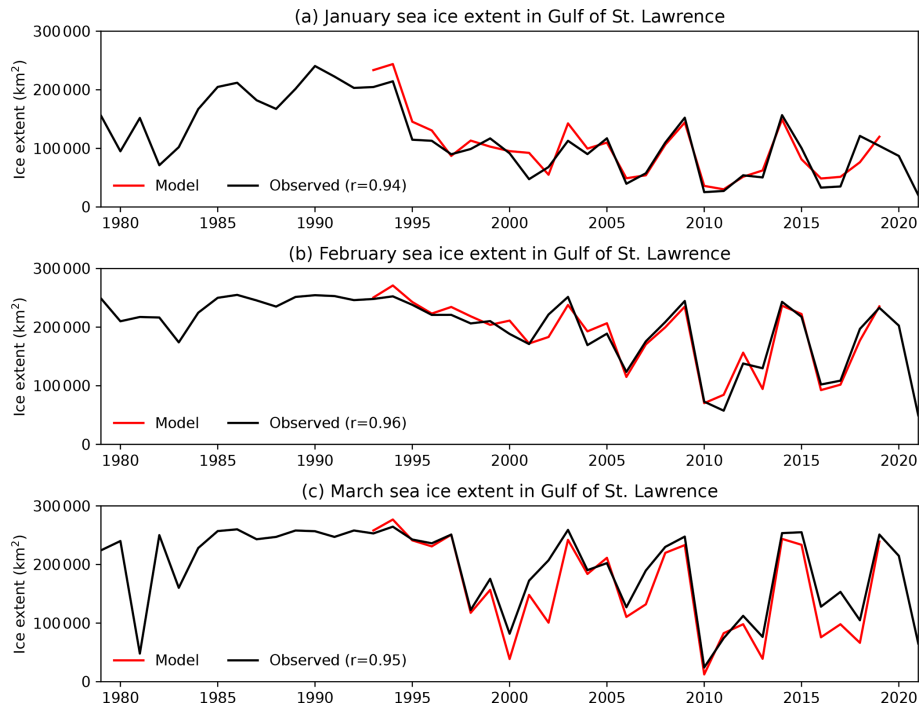 (a) January sea ice extent in Gulf of St. Lawrence
300 000
200 000
100 000
0
Ice extent (km²)
Model
Observed (r=0.94)
1980 1985 1990 1995 2000 2005 2010 2015 2020
(b) February sea ice extent in Gulf of St. Lawrence
300 000
200 000
100 000
0
Ice extent (km²)
Model
Observed (r=0.96)
1980 1985 1990 1995 2000 2005 2010 2015 2020
(c) March sea ice extent in Gulf of St. Lawrence
300 000
200 000
100 000
0
Ice extent (km²)
Model
Observed (r=0.95)
1980 1985 1990 1995 2000 2005 2010 2015 2020